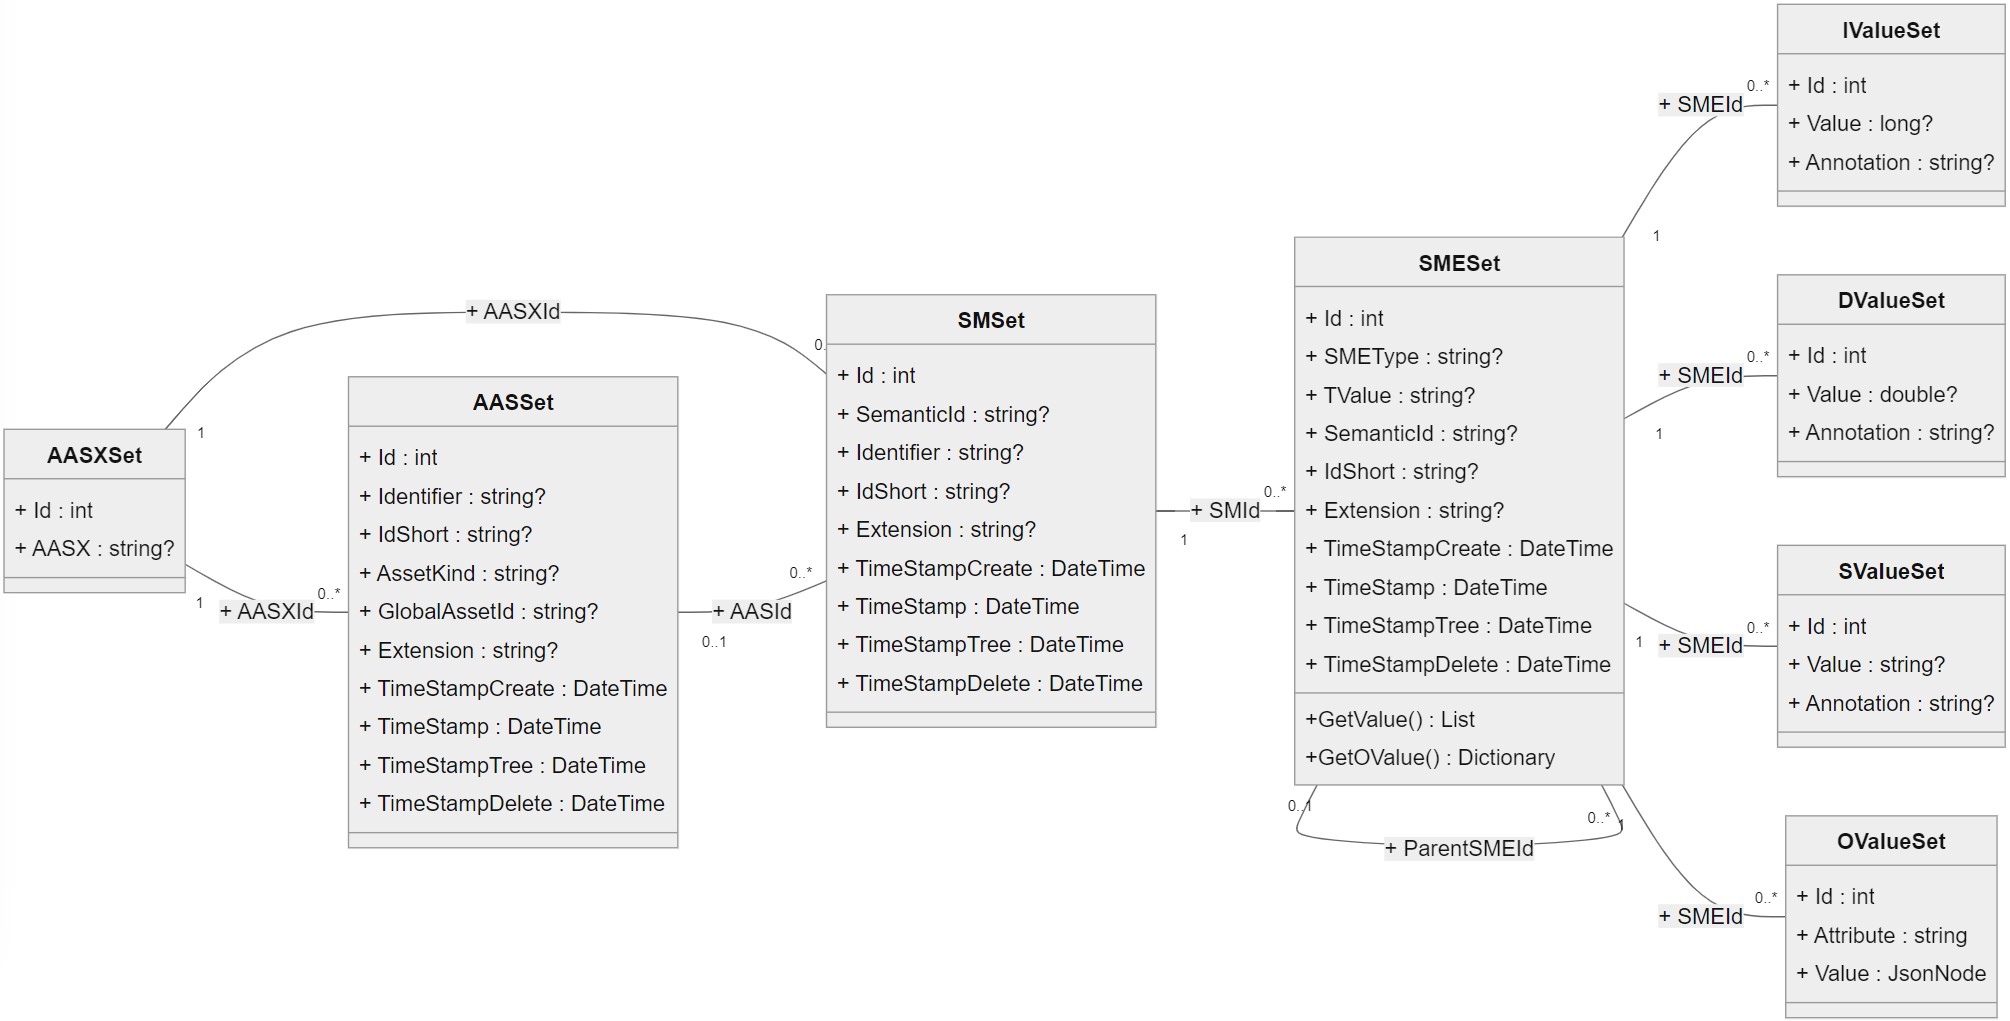 AASXSet
+ Id : int
+ AASX : string?
1
+ AASXId
0.
1
+ AASXId
0..*
AASSet
+ Id : int
+ Identifier : string?
+ IdShort : string?
+ AssetKind : string?
+ GlobalAssetId : string?
+ Extension : string?
+ TimeStampCreate : DateTime
+ TimeStamp : DateTime
+ TimeStampTree : DateTime
+ TimeStampDelete : DateTime
0..1
+ AASId
0..*
SMSet
+ Id : int
+ SemanticId : string?
+ Identifier : string?
+ IdShort : string?
+ Extension : string?
+ TimeStampCreate : DateTime
+ TimeStamp : DateTime
+ TimeStampTree : DateTime
+ TimeStampDelete : DateTime
1
+ SMId
0..*
SMESet
+ Id : int
+ SMEType : string?
+ TValue : string?
+ SemanticId : string?
+ IdShort : string?
+ Extension : string?
+ TimeStampCreate : DateTime
+ TimeStamp : DateTime
+ TimeStampTree : DateTime
+ TimeStampDelete : DateTime
+GetValue() : List
+GetOValue() : Dictionary
0..1
+ ParentSMEId
0..*
1
+ SMEId
0..*
IValueSet
+ Id : int
+ Value : long?
+ Annotation : string?
1
+ SMEId
0..*
DValueSet
+ Id : int
+ Value : double?
+ Annotation : string?
1
+ SMEId
0..*
SValueSet
+ Id : int
+ Value : string?
+ Annotation : string?
1
+ SMEId
0..*
OValueSet
+ Id : int
+ Attribute : string
+ Value : JsonNode